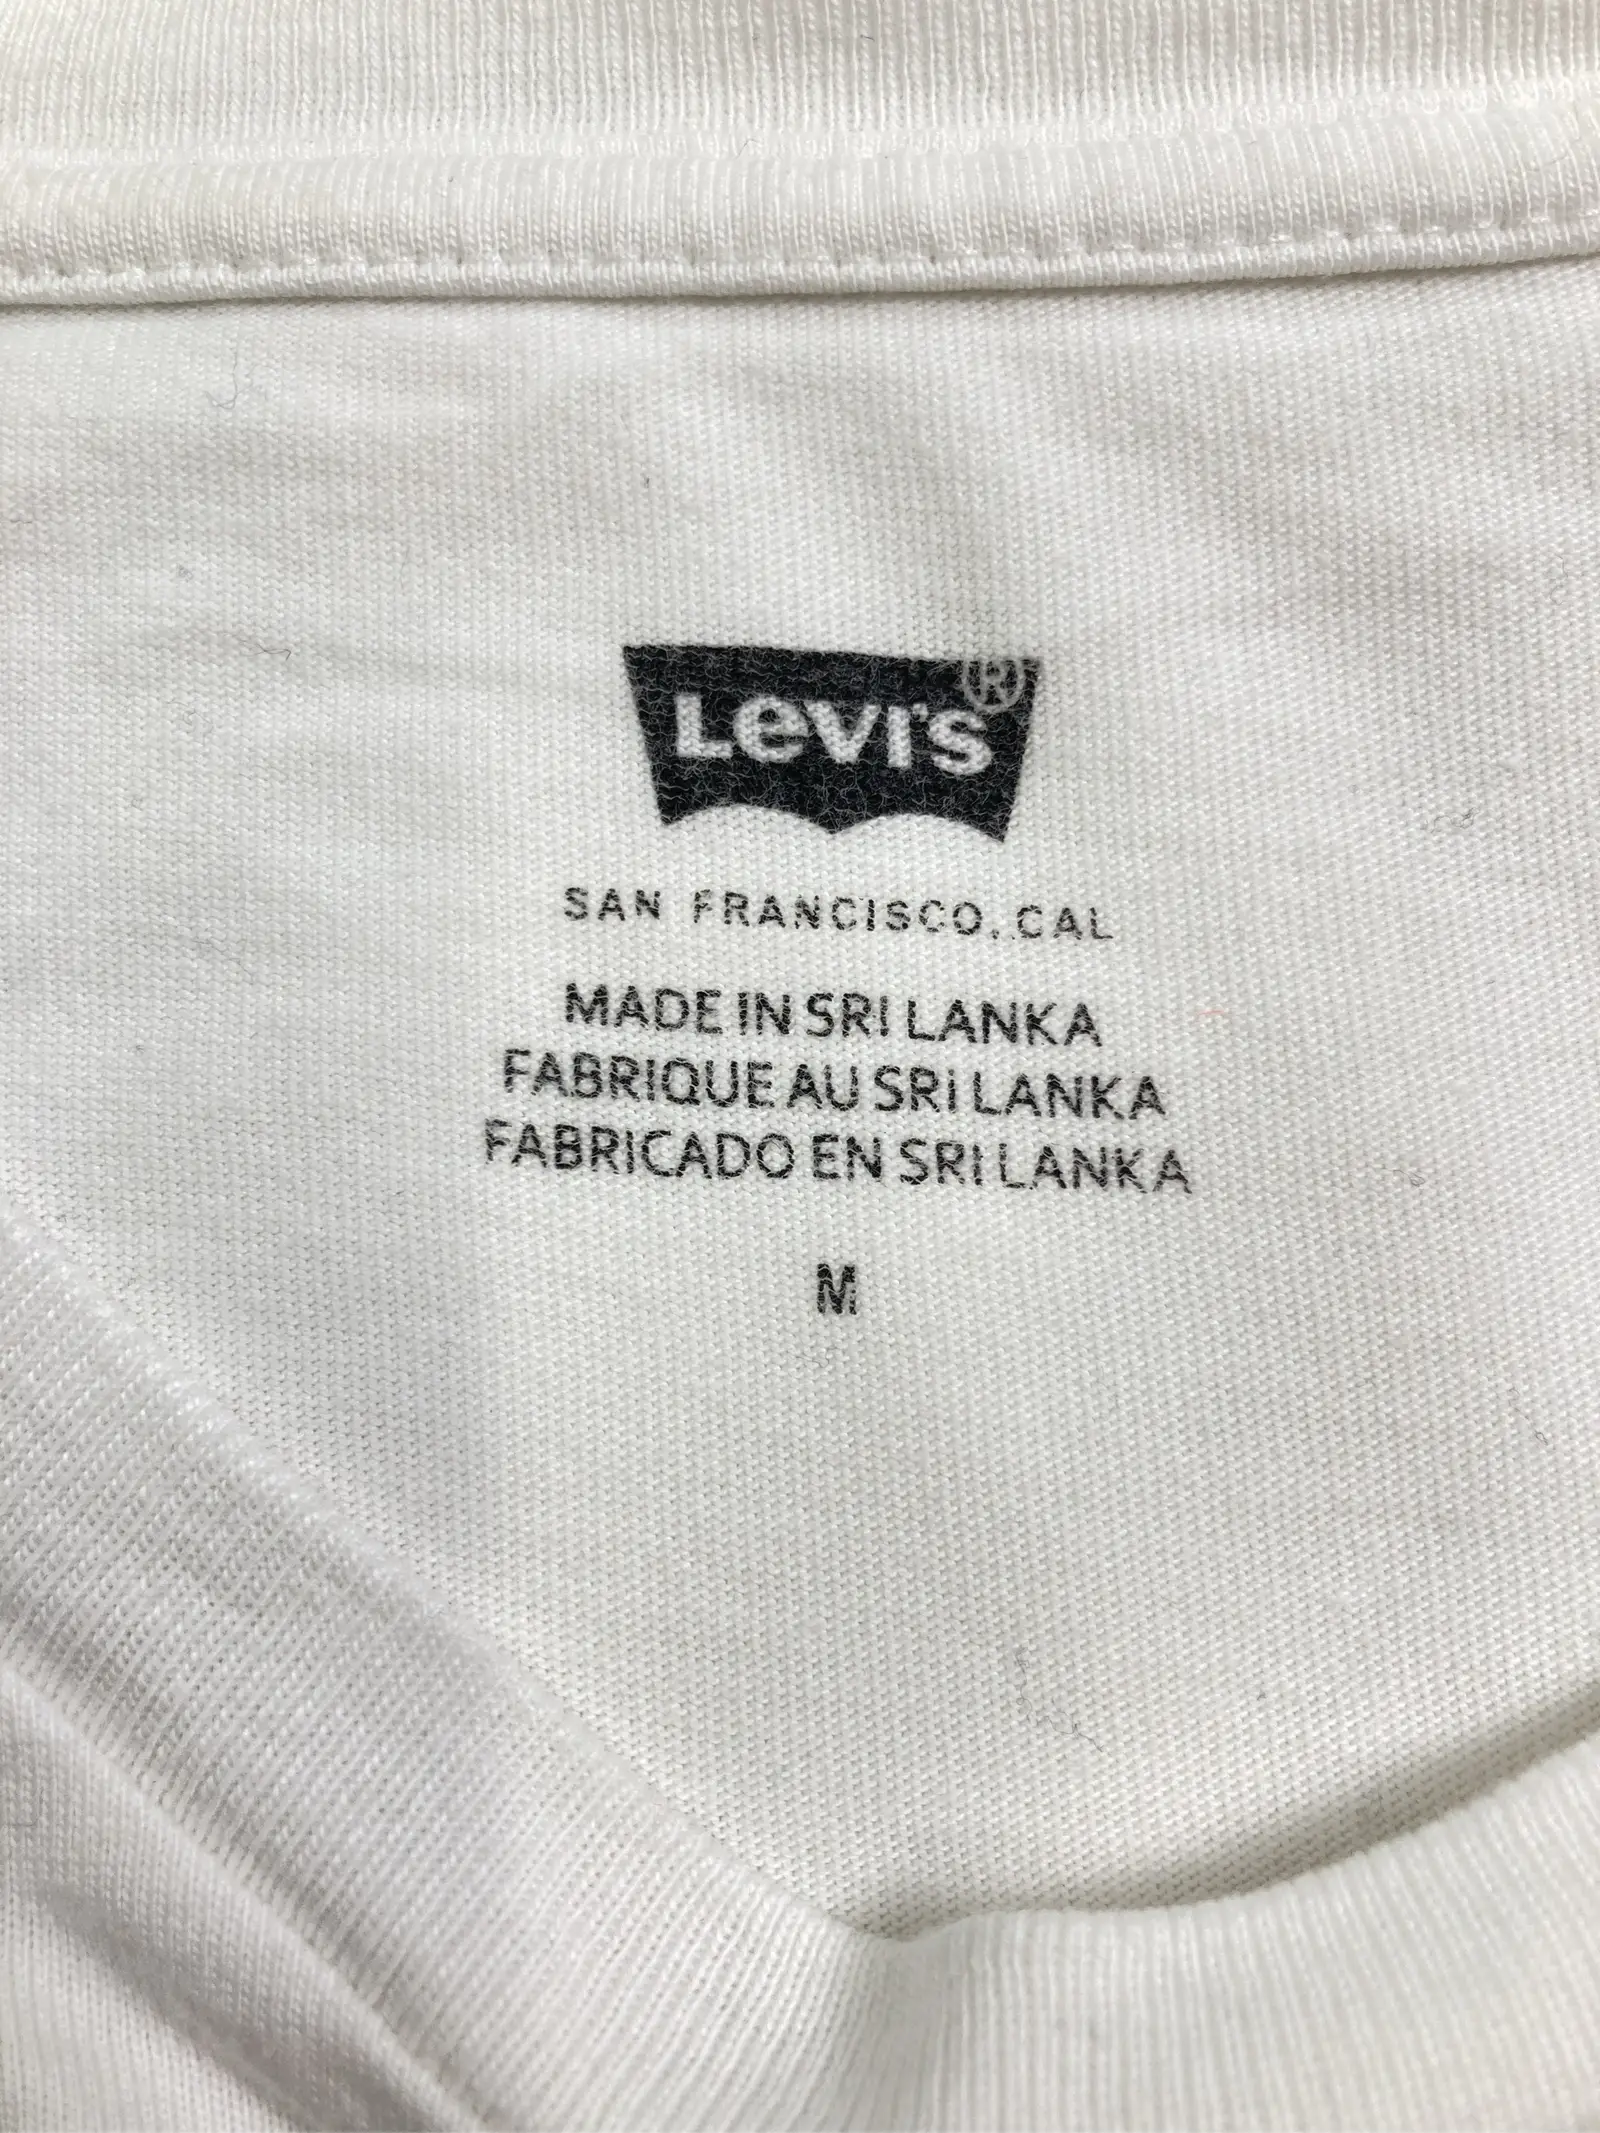 Levi's®
SAN FRANCISCO, CAL
MADE IN SRI LANKA
FABRIQUE AU SRI LANKA
FABRICADO EN SRI LANKA
M